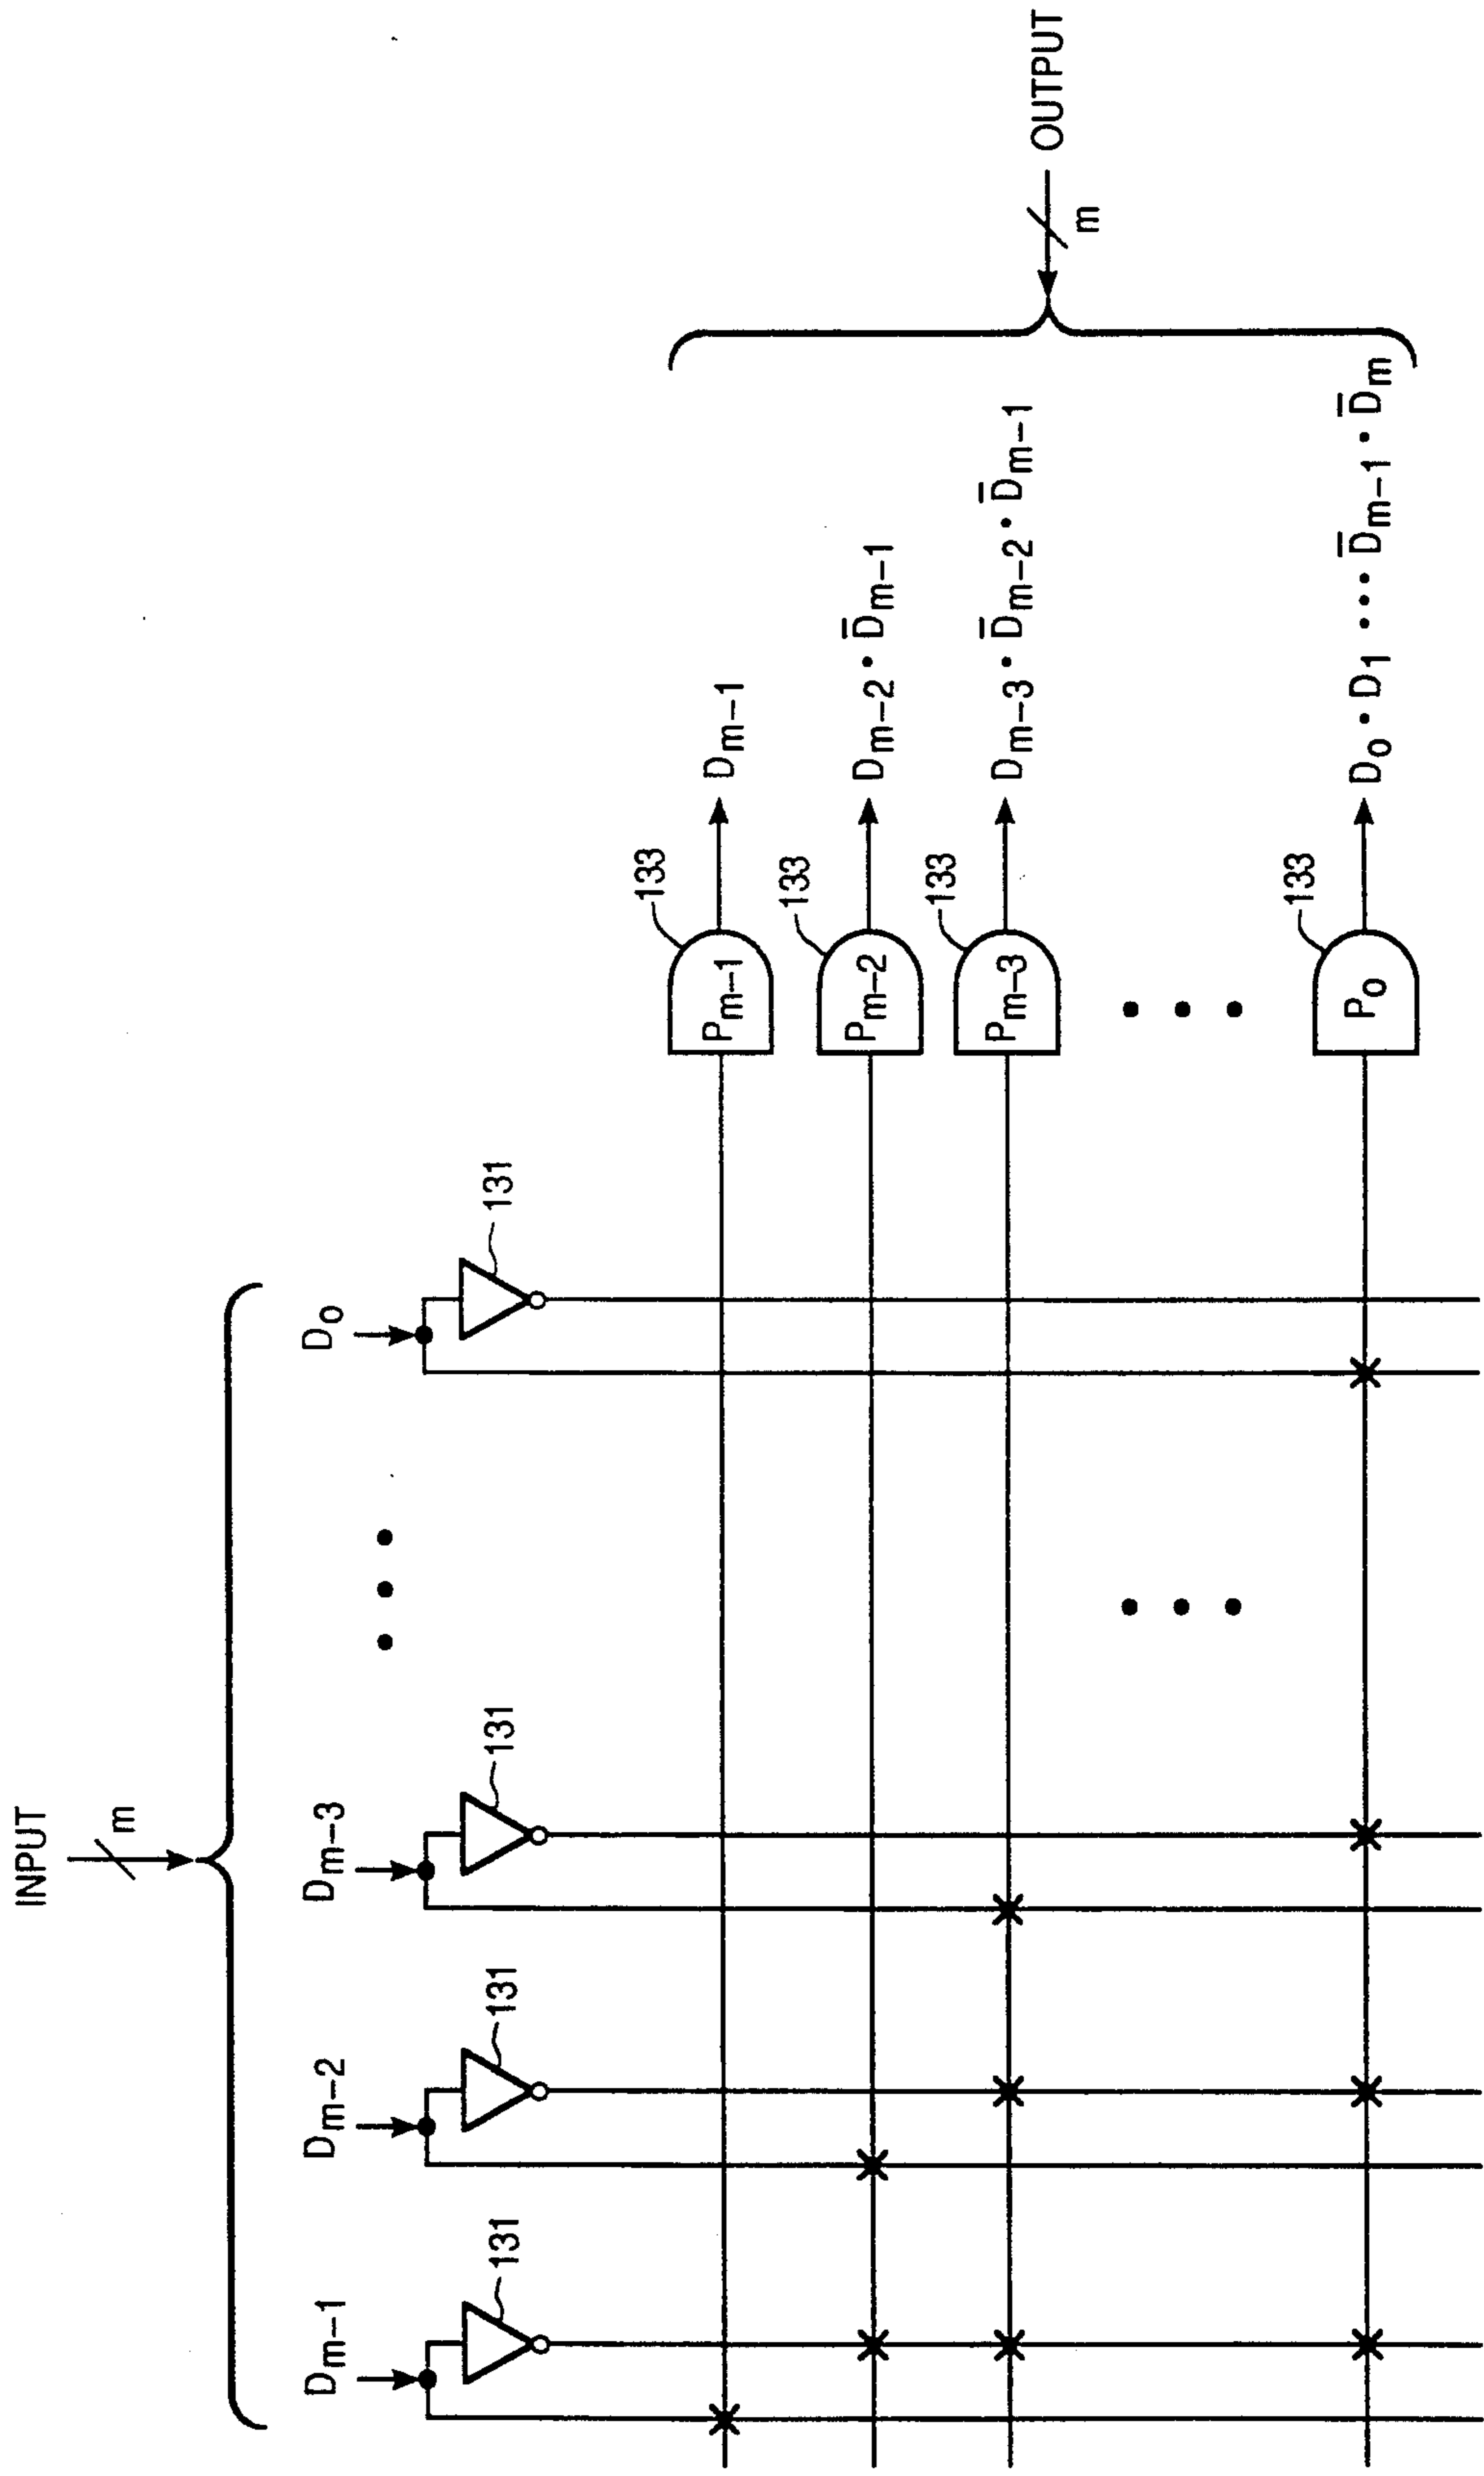 INPUT
m
D̅m-1
Dm-2
Dm-3
D0
131
131
131
131
133
Pm-1
Dm-1
133
Pm-2
Dm-2·D̅m-1
133
Pm-3
Dm-3·D̅m-2·D̅m-1
133
P0
D0·D1···D̅m-1·D̅m
OUTPUT
m